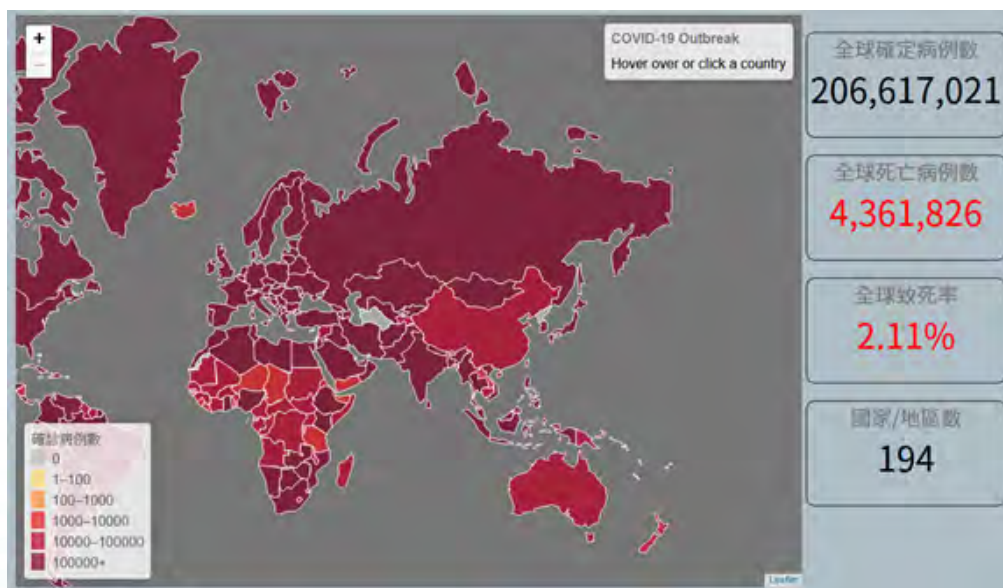 +
−
COVID-19 Outbreak
Hover over or click a country
全球確定病例數
206,617,021
全球死亡病例數
4,361,826
全球致死率
2.11%
國家/地區數
194
確診病例數
0
1–100
100–1000
1000–10000
10000–100000
100000+
Leaflet